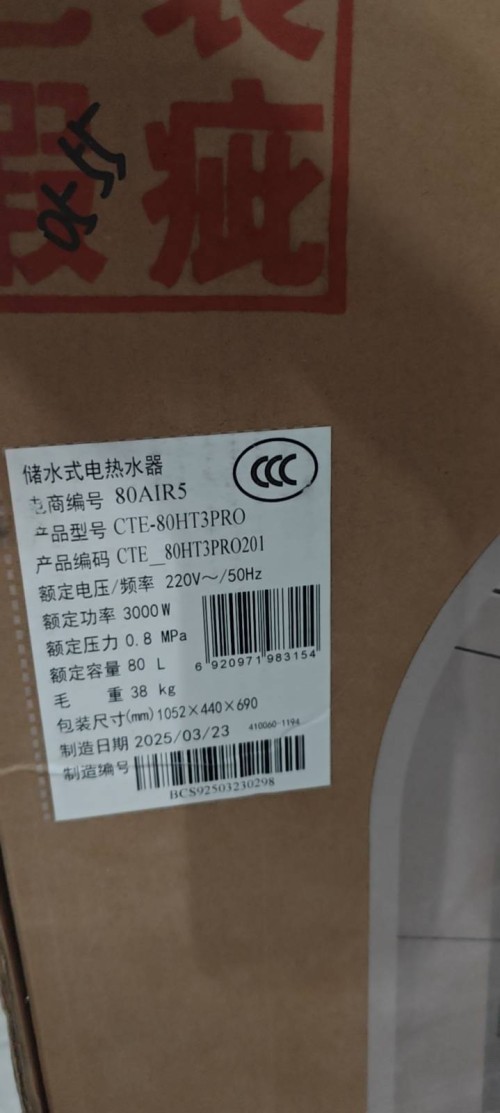 装
瑕疵
储水式电热水器
CCC
电商编号 80AIR5
产品型号 CTE-80HT3PRO
产品编码 CTE_80HT3PRO201
额定电压/频率 220V～/50Hz
额定功率 3000W
额定压力 0.8 MPa
额定容量 80 L
6 920971 983154
毛 重 38 kg
包装尺寸(mm) 1052×440×690
制造日期 2025/03/23
410060-1194
制造编号
BCS92503230298